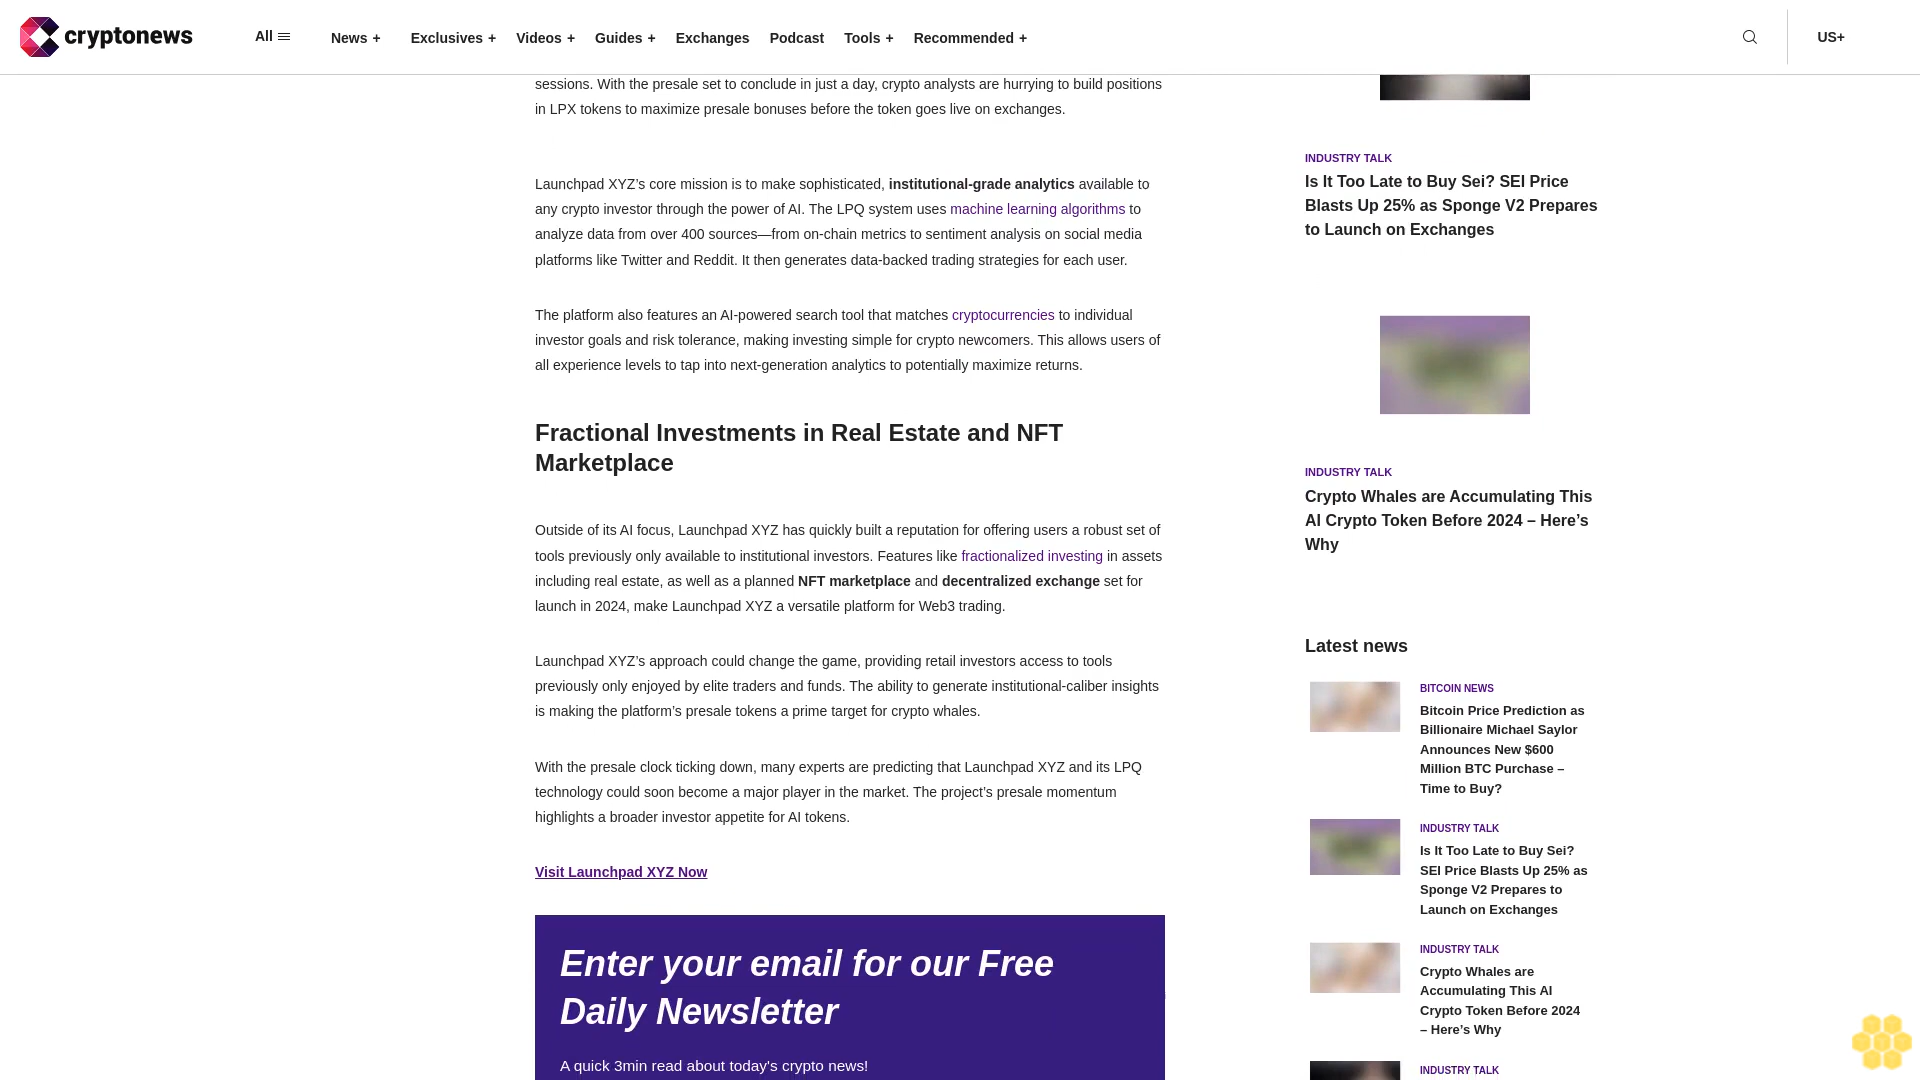 cryptonews
All
News +
Exclusives +
Videos +
Guides +
Exchanges
Podcast
Tools +
Recommended +
US+
sessions. With the presale set to conclude in just a day, crypto analysts are hurrying to build positions
in LPX tokens to maximize presale bonuses before the token goes live on exchanges.
Launchpad XYZ’s core mission is to make sophisticated, institutional-grade analytics available to
any crypto investor through the power of AI. The LPQ system uses machine learning algorithms to
analyze data from over 400 sources—from on-chain metrics to sentiment analysis on social media
platforms like Twitter and Reddit. It then generates data-backed trading strategies for each user.
The platform also features an AI-powered search tool that matches cryptocurrencies to individual
investor goals and risk tolerance, making investing simple for crypto newcomers. This allows users of
all experience levels to tap into next-generation analytics to potentially maximize returns.
Fractional Investments in Real Estate and NFT
Marketplace
Outside of its AI focus, Launchpad XYZ has quickly built a reputation for offering users a robust set of
tools previously only available to institutional investors. Features like fractionalized investing in assets
including real estate, as well as a planned NFT marketplace and decentralized exchange set for
launch in 2024, make Launchpad XYZ a versatile platform for Web3 trading.
Launchpad XYZ’s approach could change the game, providing retail investors access to tools
previously only enjoyed by elite traders and funds. The ability to generate institutional-caliber insights
is making the platform’s presale tokens a prime target for crypto whales.
With the presale clock ticking down, many experts are predicting that Launchpad XYZ and its LPQ
technology could soon become a major player in the market. The project’s presale momentum
highlights a broader investor appetite for AI tokens.
Visit Launchpad XYZ Now
Enter your email for our Free
Daily Newsletter
A quick 3min read about today's crypto news!
INDUSTRY TALK
Is It Too Late to Buy Sei? SEI Price
Blasts Up 25% as Sponge V2 Prepares
to Launch on Exchanges
INDUSTRY TALK
Crypto Whales are Accumulating This
AI Crypto Token Before 2024 – Here’s
Why
Latest news
BITCOIN NEWS
Bitcoin Price Prediction as
Billionaire Michael Saylor
Announces New $600
Million BTC Purchase –
Time to Buy?
INDUSTRY TALK
Is It Too Late to Buy Sei?
SEI Price Blasts Up 25% as
Sponge V2 Prepares to
Launch on Exchanges
INDUSTRY TALK
Crypto Whales are
Accumulating This AI
Crypto Token Before 2024
– Here’s Why
INDUSTRY TALK